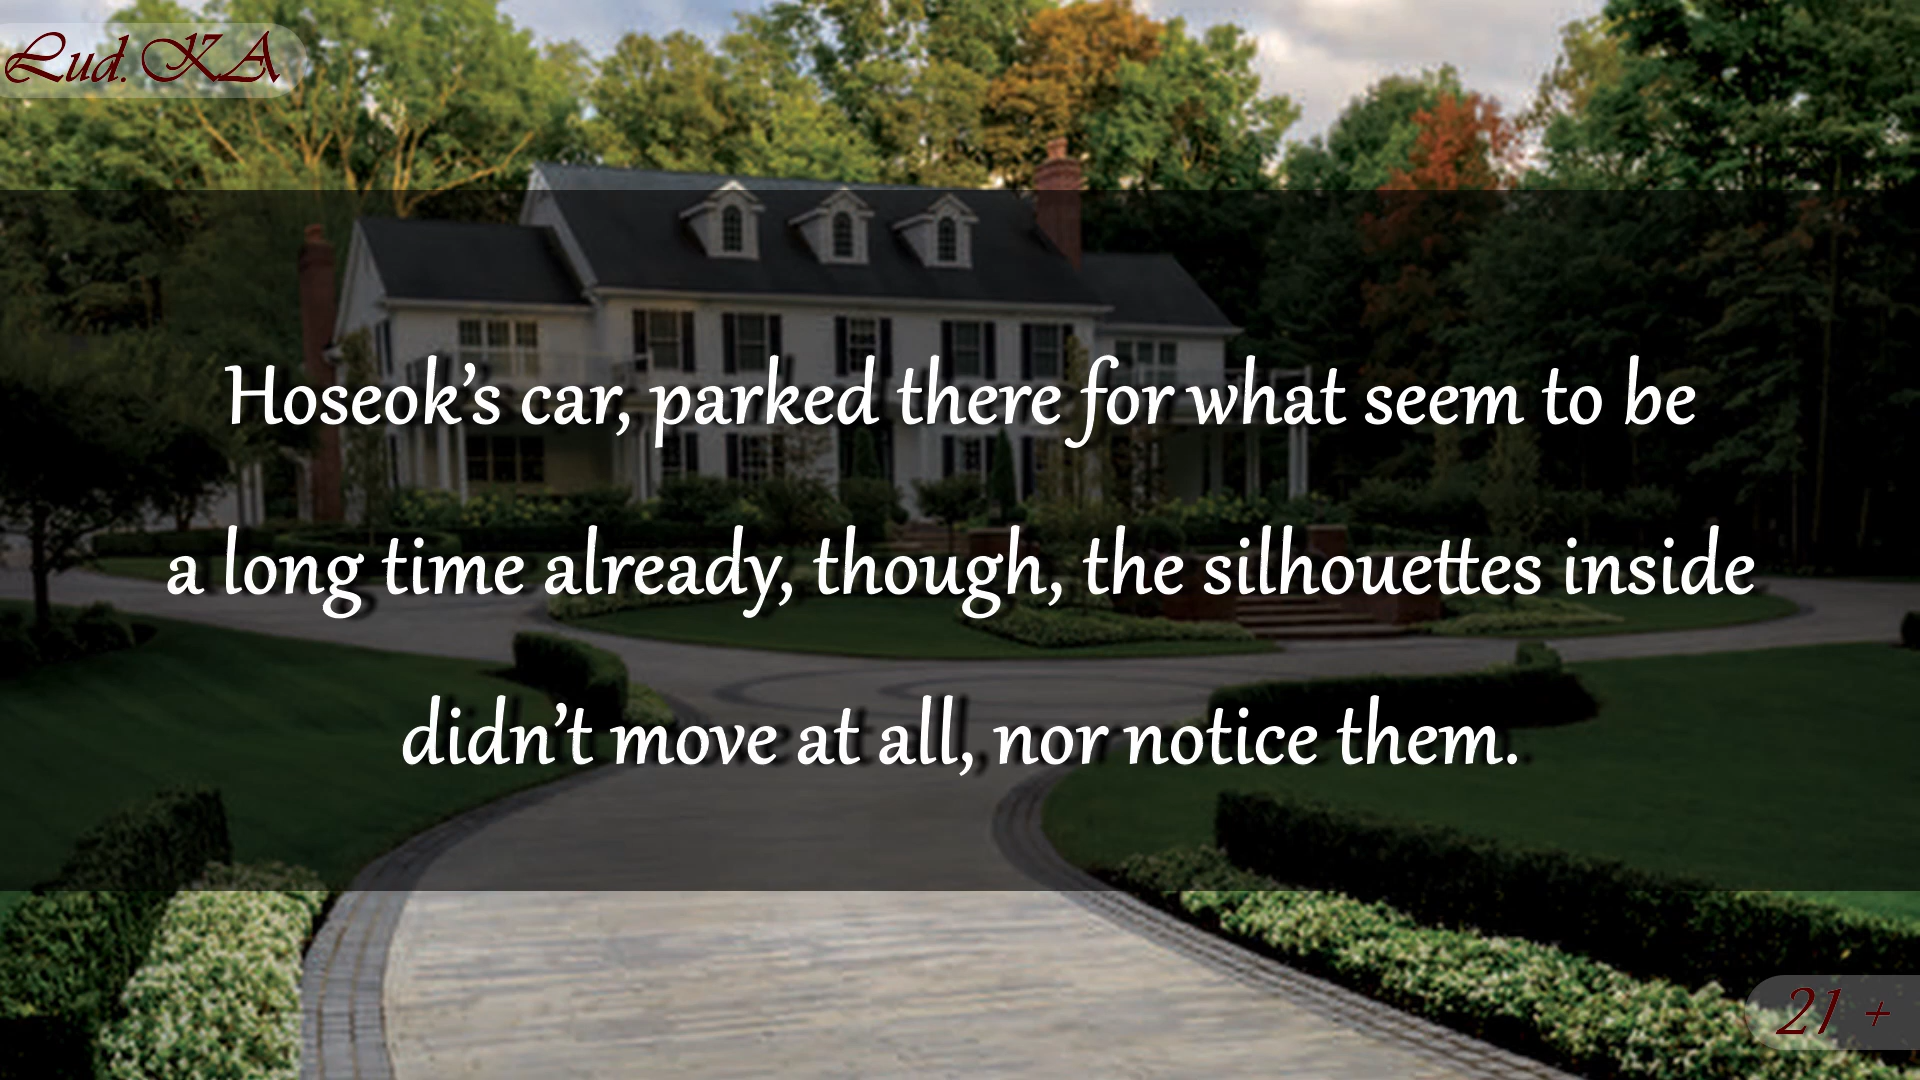 Lud. KA
Hoseok’s car, parked there for what seem to be
a long time already, though, the silhouettes inside
didn’t move at all, nor notice them.
21 +